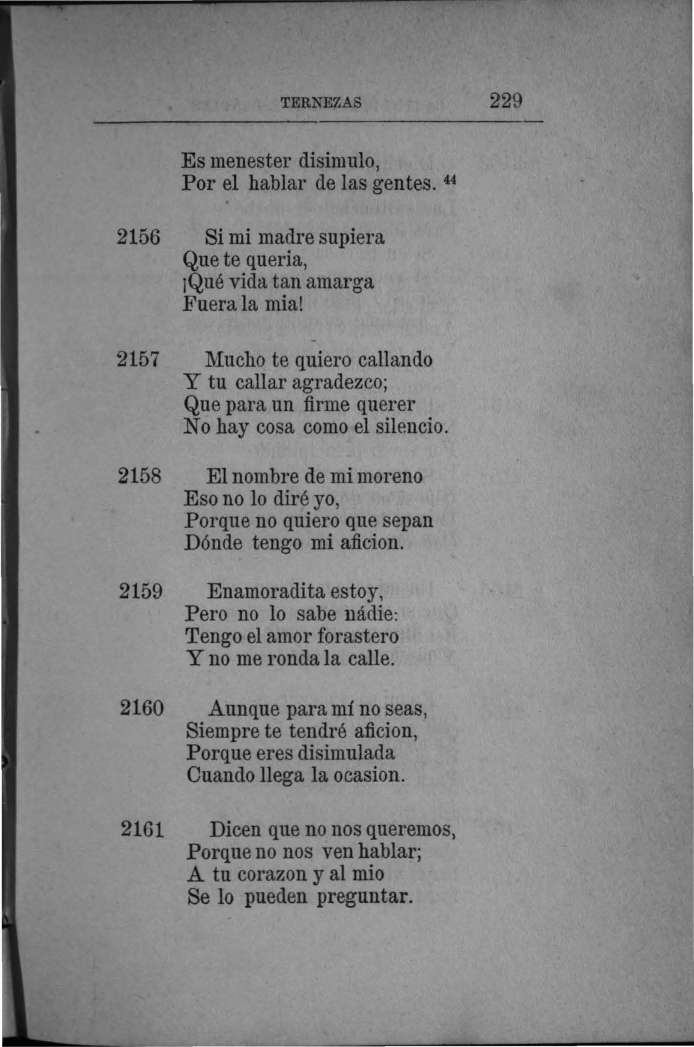 TERNEZAS 229
Es menester disimulo,
Por el hablar de las gentes. 44
2156 Si mi madre supiera
Que te queria,
¡Qué vida tan amarga
Fuera la mia!
2157 Mucho te quiero callando
Y tu callar agradezco;
Que para un firme querer
No hay cosa como el silencio.
2158 El nombre de mi moreno
Eso no lo diré yo,
Porque no quiero que sepan
Dónde tengo mi aficion.
2159 Enamoradita estoy,
Pero no lo sabe nádie:
Tengo el amor forastero
Y no me ronda la calle.
2160 Aunque para mí no seas,
Siempre te tendré aficion,
Porque eres disimulada
Cuando llega la ocasion.
2161 Dicen que no nos queremos,
Porque no nos ven hablar;
A tu corazon y al mio
Se lo pueden preguntar.